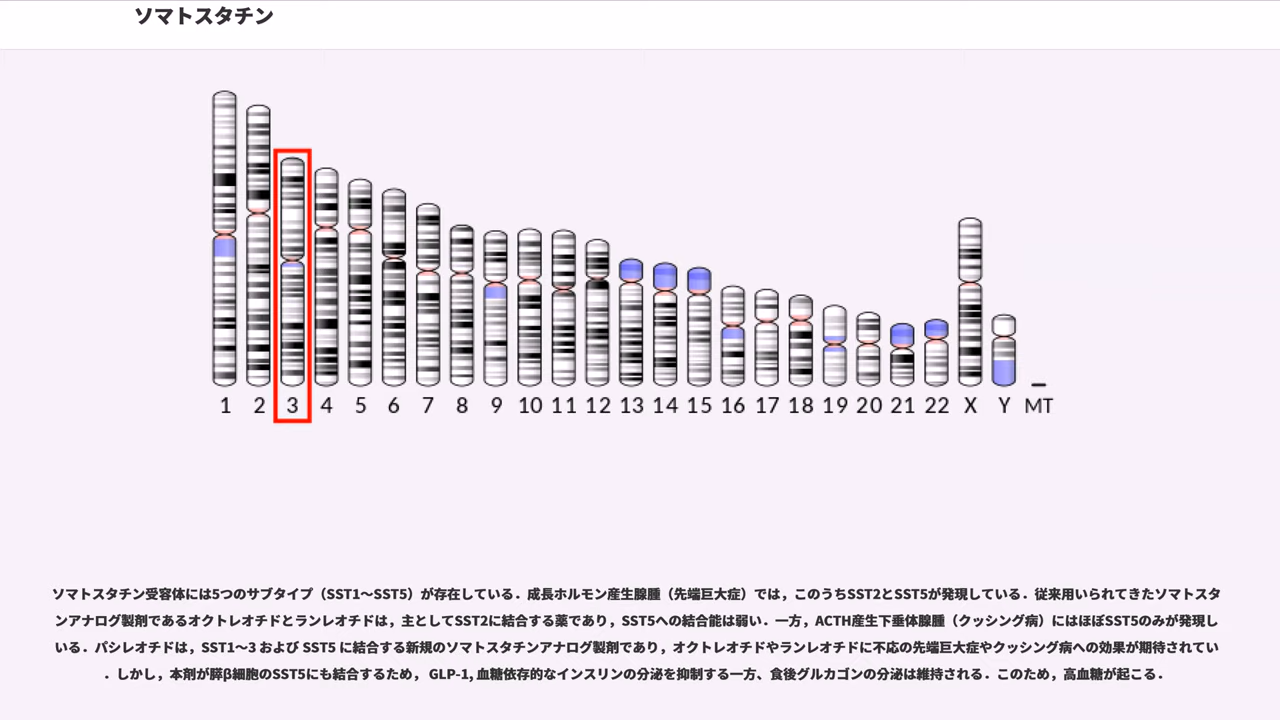 ソマトスタチン
1 2 3 4 5 6 7 8 9 10 11 12 13 14 15 16 17 18 19 20 21 22 X Y MT
ソマトスタチン受容体には5つのサブタイプ（SST1〜SST5）が存在している．成長ホルモン産生腺腫（先端巨大症）では，このうちSST2とSST5が発現している．従来用いられてきたソマトスタ
ンアナログ製剤であるオクトレオチドとランレオチドは，主としてSST2に結合する薬であり，SST5への結合能は弱い．一方，ACTH産生下垂体腺腫（クッシング病）にはほぼSST5のみが発現し
いる．パシレオチドは，SST1〜3 および SST5 に結合する新規のソマトスタチンアナログ製剤であり，オクトレオチドやランレオチドに不応の先端巨大症やクッシング病への効果が期待されてい
．しかし，本剤が膵β細胞のSST5にも結合するため， GLP-1, 血糖依存的なインスリンの分泌を抑制する一方、食後グルカゴンの分泌は維持される．このため，高血糖が起こる．